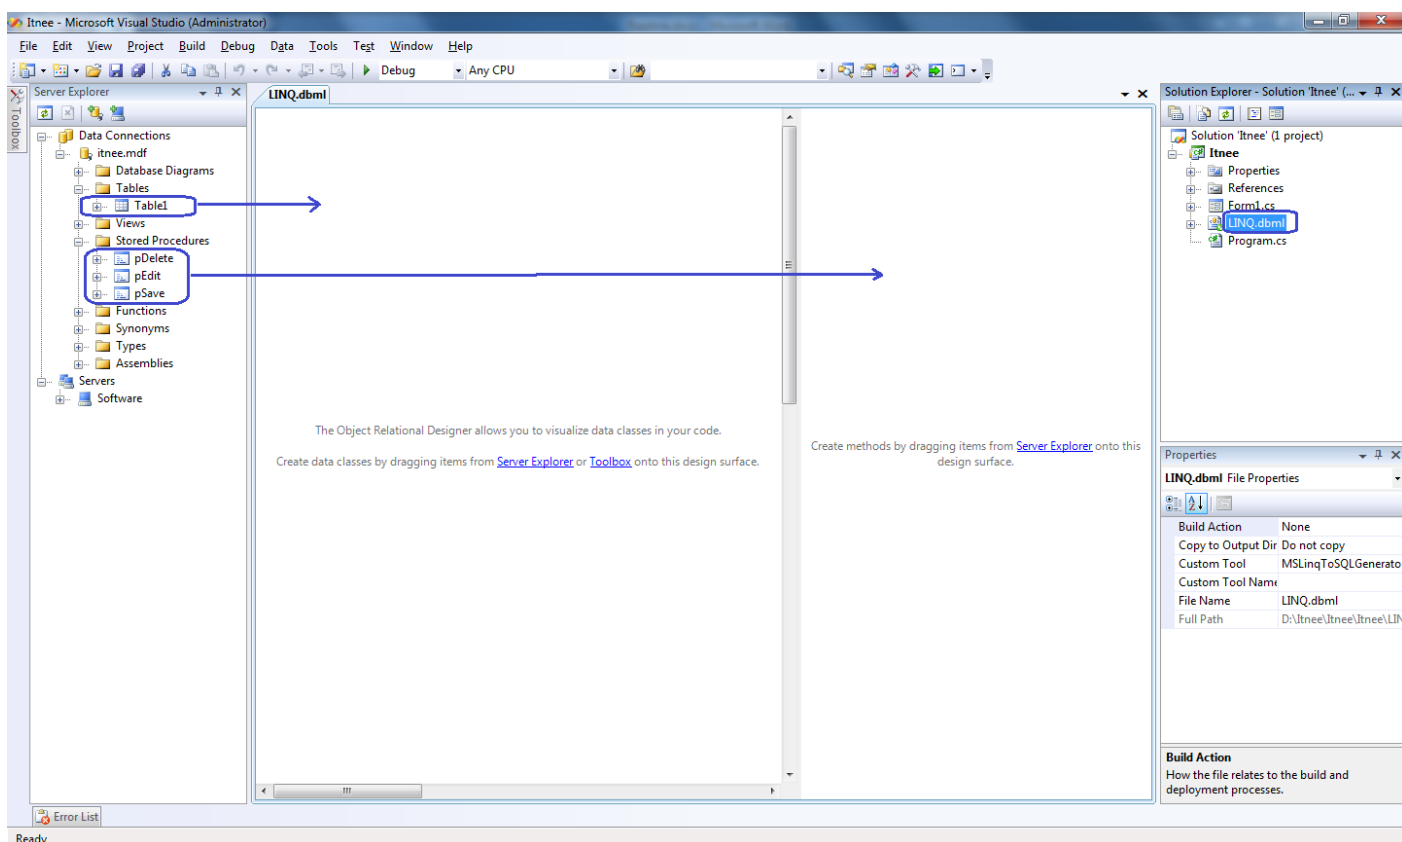 Itnee - Microsoft Visual Studio (Administrator)
File Edit View Project Build Debug Data Tools Test Window Help
Debug Any CPU
Toolbox
Server Explorer
Data Connections
itnee.mdf
Database Diagrams
Tables
Table1
Views
Stored Procedures
pDelete
pEdit
pSave
Functions
Synonyms
Types
Assemblies
Servers
Software
LINQ.dbml
The Object Relational Designer allows you to visualize data classes in your code.
Create data classes by dragging items from Server Explorer or Toolbox onto this design surface.
Create methods by dragging items from Server Explorer onto this
design surface.
Solution Explorer - Solution 'Itnee' (...
Solution 'Itnee' (1 project)
Itnee
Properties
References
Form1.cs
LINQ.dbml
Program.cs
Properties
LINQ.dbml File Properties
Build Action None
Copy to Output Dir Do not copy
Custom Tool MSLinqToSQLGenerato
Custom Tool Name
File Name LINQ.dbml
Full Path D:\Itnee\Itnee\Itnee\LIN
Build Action
How the file relates to the build and
deployment processes.
Error List
Ready